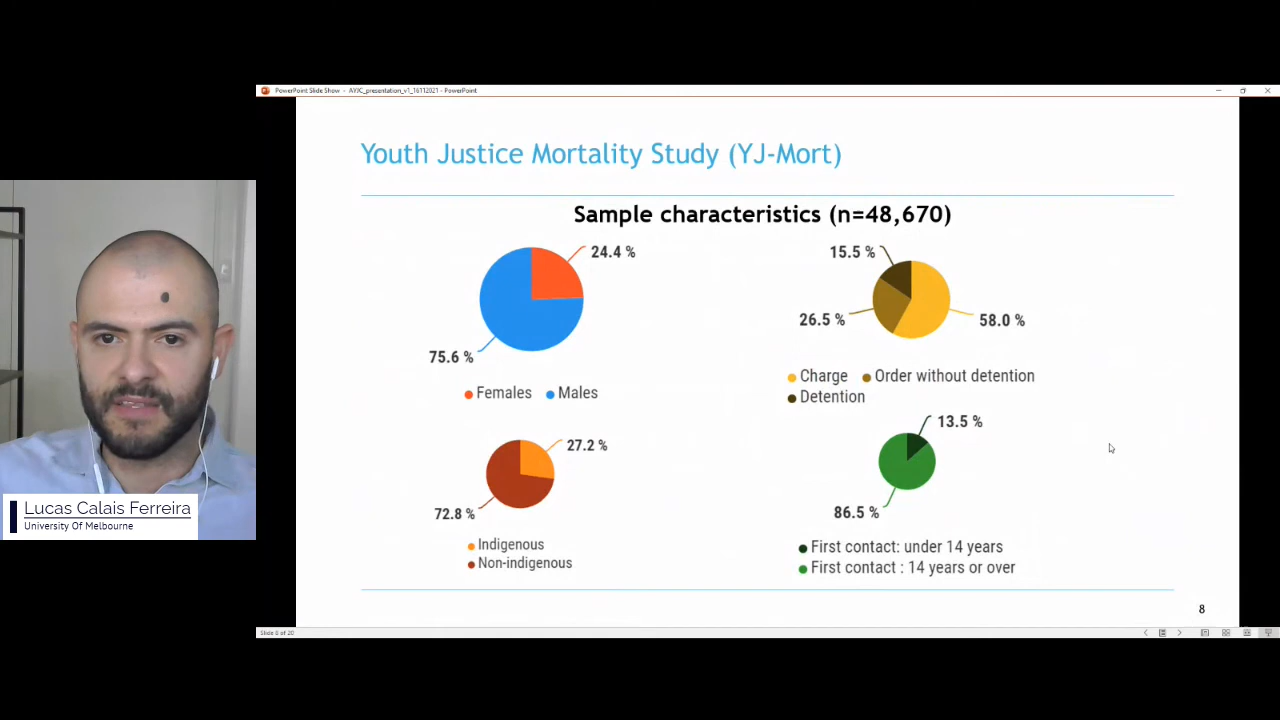 PowerPoint Slide Show - AYJC_presentation_v1_16112021 - PowerPoint
Youth Justice Mortality Study (YJ-Mort)
Sample characteristics (n=48,670)
24.4 %
75.6 %
Females Males
15.5 %
26.5 %
58.0 %
Charge Order without detention
Detention
27.2 %
72.8 %
Indigenous
Non-indigenous
13.5 %
86.5 %
First contact: under 14 years
First contact : 14 years or over
8
Slide 8 of 20
Lucas Calais Ferreira
University Of Melbourne